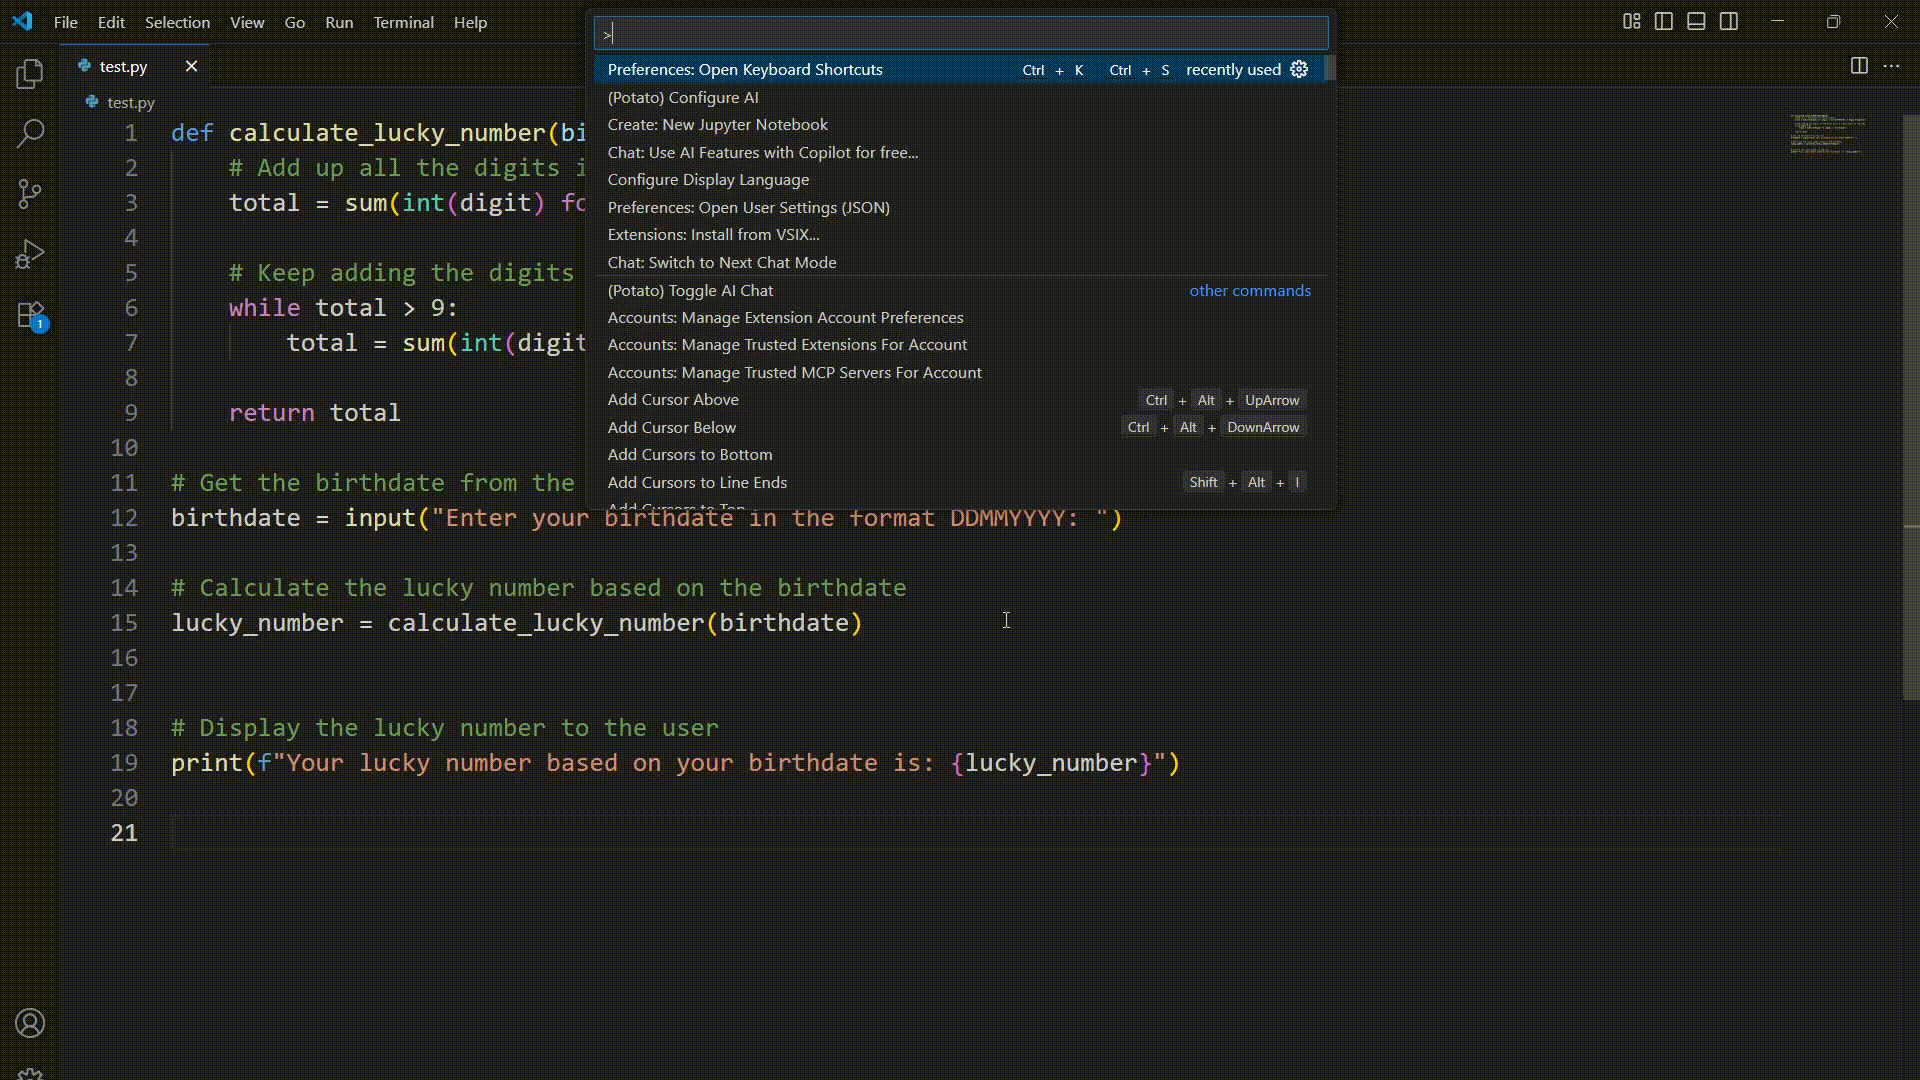 File Edit Selection View Go Run Terminal Help
>
test.py
test.py
Preferences: Open Keyboard Shortcuts Ctrl + K Ctrl + S recently used
(Potato) Configure AI
Create: New Jupyter Notebook
Chat: Use AI Features with Copilot for free...
Configure Display Language
Preferences: Open User Settings (JSON)
Extensions: Install from VSIX...
Chat: Switch to Next Chat Mode
(Potato) Toggle AI Chat other commands
Accounts: Manage Extension Account Preferences
Accounts: Manage Trusted Extensions For Account
Accounts: Manage Trusted MCP Servers For Account
Add Cursor Above Ctrl + Alt + UpArrow
Add Cursor Below Ctrl + Alt + DownArrow
Add Cursors to Bottom
Add Cursors to Line Ends Shift + Alt + I
Add Cursors to Top
1 def calculate_lucky_number(bi
2 # Add up all the digits i
3 total = sum(int(digit) fo
4
5 # Keep adding the digits
6 while total > 9:
7 total = sum(int(digit
8
9 return total
10
11 # Get the birthdate from the
12 birthdate = input("Enter your birthdate in the format DDMMYYYY: ")
13
14 # Calculate the lucky number based on the birthdate
15 lucky_number = calculate_lucky_number(birthdate)
16
17
18 # Display the lucky number to the user
19 print(f"Your lucky number based on your birthdate is: {lucky_number}")
20
21
1